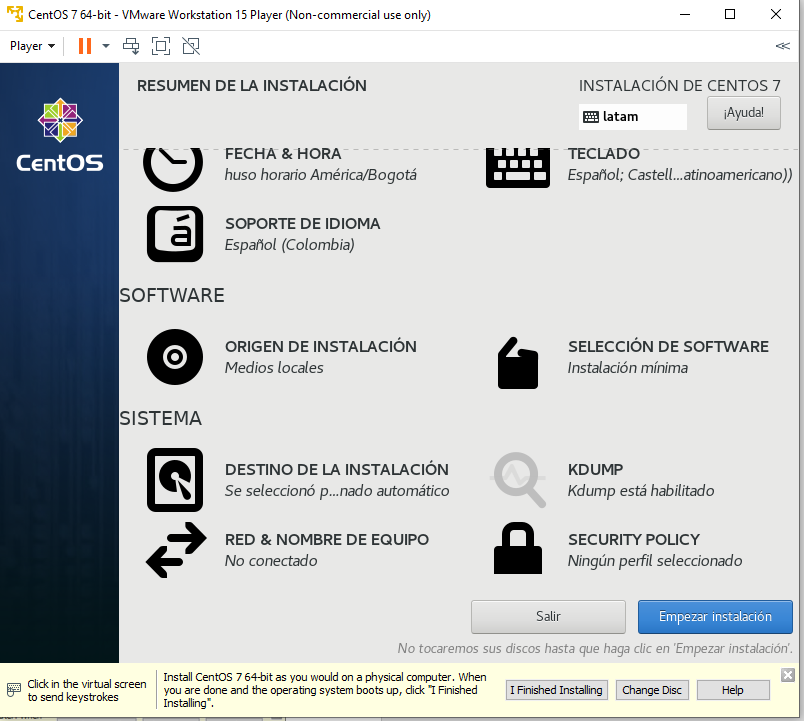 CentOS 7 64-bit - VMware Workstation 15 Player (Non-commercial use only)
Player
RESUMEN DE LA INSTALACIÓN
INSTALACIÓN DE CENTOS 7
latam
¡Ayuda!
CentOS
FECHA & HORA
huso horario América/Bogotá
TECLADO
Español; Castell...atinoamericano))
SOPORTE DE IDIOMA
Español (Colombia)
SOFTWARE
ORIGEN DE INSTALACIÓN
Medios locales
SELECCIÓN DE SOFTWARE
Instalación mínima
SISTEMA
DESTINO DE LA INSTALACIÓN
Se seleccionó p...nado automático
KDUMP
Kdump está habilitado
RED & NOMBRE DE EQUIPO
No conectado
SECURITY POLICY
Ningún perfil seleccionado
Salir
Empezar instalación
No tocaremos sus discos hasta que haga clic en 'Empezar instalación'.
Click in the virtual screen
to send keystrokes
Install CentOS 7 64-bit as you would on a physical computer. When
you are done and the operating system boots up, click "I Finished
Installing".
I Finished Installing
Change Disc
Help